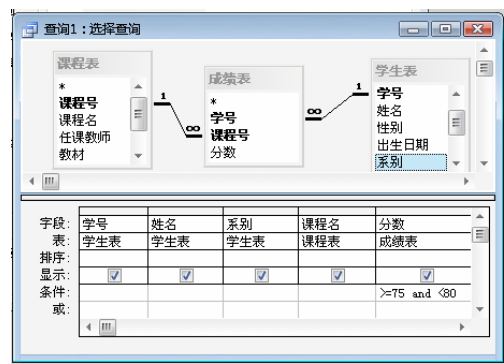 查询1：选择查询
课程表
*
课程号
课程名
任课教师
教材
1
∞
成绩表
*
学号
课程号
分数
∞
1
学生表
学号
姓名
性别
出生日期
系别
字段: 学号 姓名 系别 课程名 分数
表: 学生表 学生表 学生表 课程表 成绩表
排序:
显示:
条件: >=75 and <80
或: